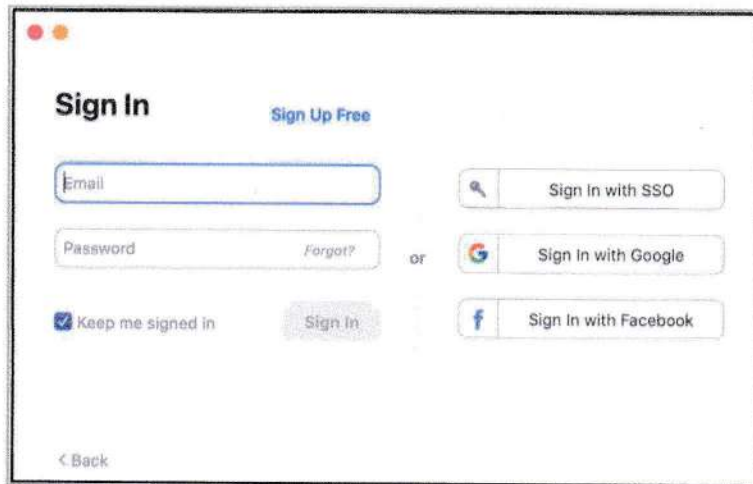 Sign In
Sign Up Free
Email
Password
Forgot?
Keep me signed in
Sign In
or
Sign In with SSO
Sign In with Google
Sign In with Facebook
< Back